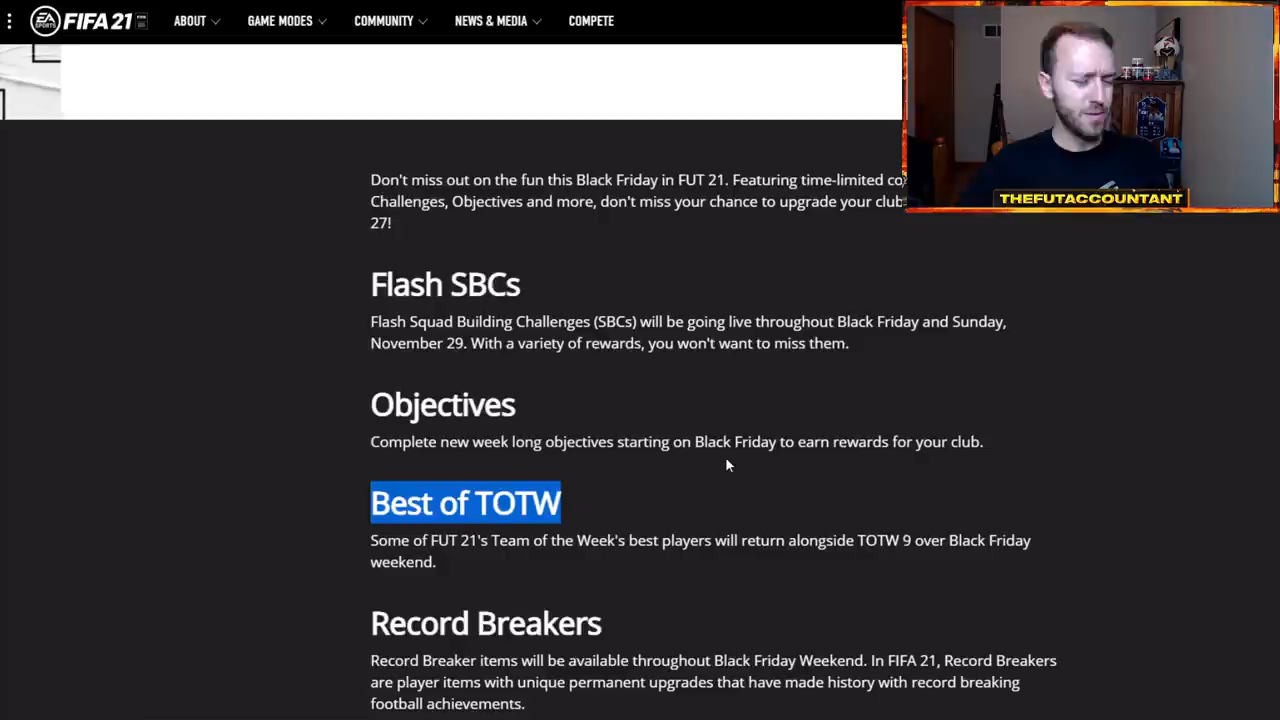 EA SPORTS FIFA 21 ABOUT GAME MODES COMMUNITY NEWS & MEDIA COMPETE
THEFUTACCOUNTANT
Don't miss out on the fun this Black Friday in FUT 21. Featuring time-limited
Challenges, Objectives and more, don't miss your chance to upgrade your club
27!
Flash SBCs
Flash Squad Building Challenges (SBCs) will be going live throughout Black Friday and Sunday,
November 29. With a variety of rewards, you won't want to miss them.
Objectives
Complete new week long objectives starting on Black Friday to earn rewards for your club.
Best of TOTW
Some of FUT 21's Team of the Week's best players will return alongside TOTW 9 over Black Friday
weekend.
Record Breakers
Record Breaker items will be available throughout Black Friday Weekend. In FIFA 21, Record Breakers
are player items with unique permanent upgrades that have made history with record breaking
football achievements.